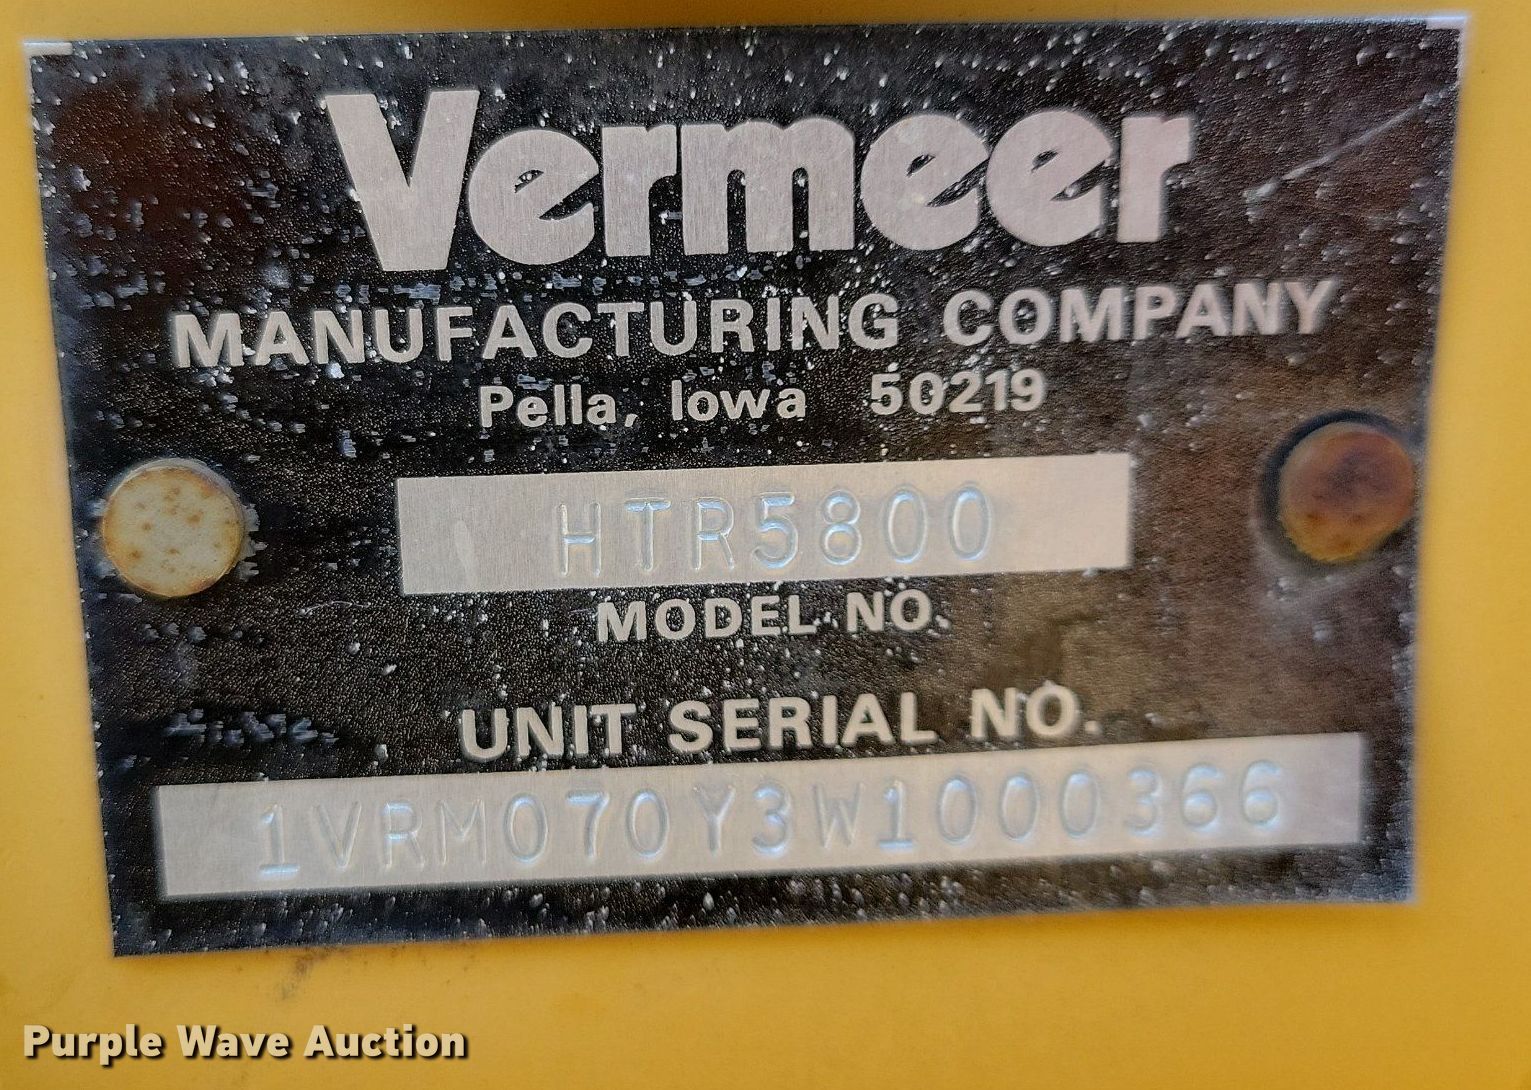 Vermeer
MANUFACTURING COMPANY
Pella, Iowa 50219
HTR5800
MODEL NO.
UNIT SERIAL NO.
1VRM070Y3W1000366
Purple Wave Auction